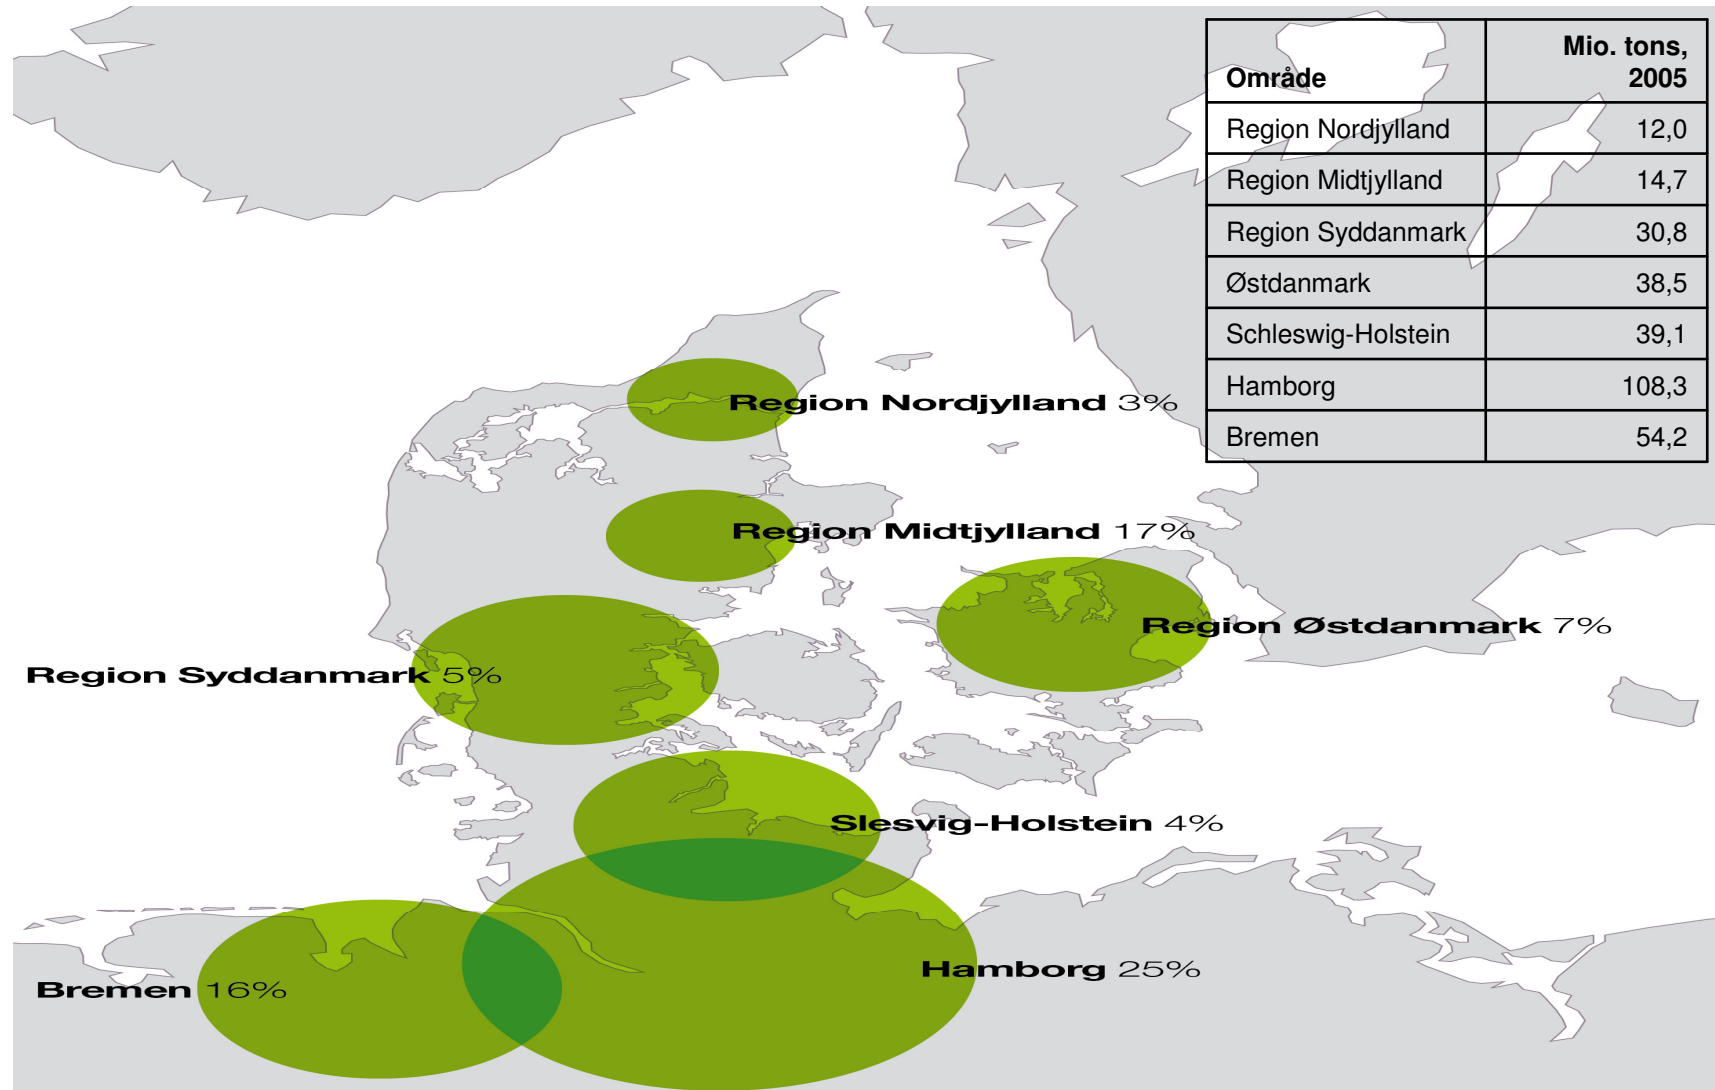 Område Mio. tons, 2005
Region Nordjylland 12,0
Region Midtjylland 14,7
Region Syddanmark 30,8
Østdanmark 38,5
Schleswig-Holstein 39,1
Hamborg 108,3
Bremen 54,2
Region Nordjylland 3%
Region Midtjylland 17%
Region Østdanmark 7%
Region Syddanmark 5%
Slesvig-Holstein 4%
Hamborg 25%
Bremen 16%